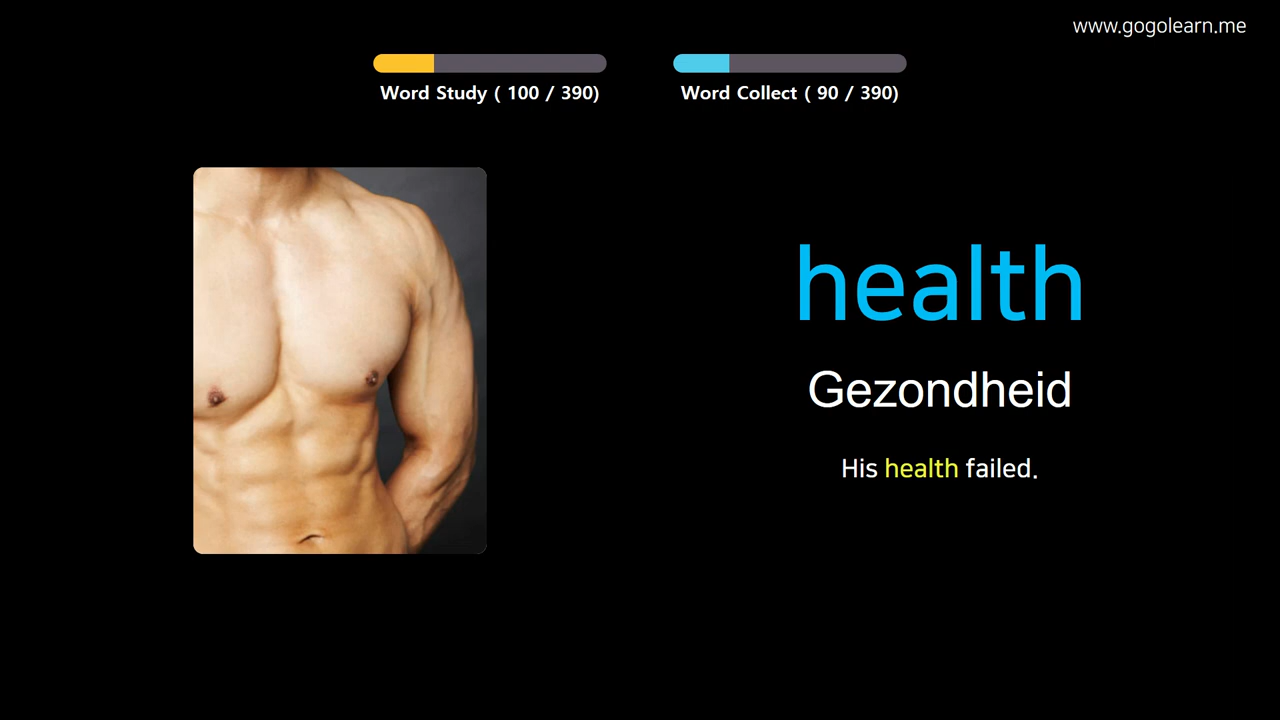 www.gogolearn.me
Word Study ( 100 / 390)
Word Collect ( 90 / 390)
health
Gezondheid
His health failed.